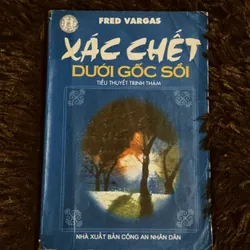 FRED VARGAS
XÁC CHẾT
DƯỚI GỐC SỒI
TIỂU THUYẾT TRINH THÁM
NHÀ XUẤT BẢN CÔNG AN NHÂN DÂN